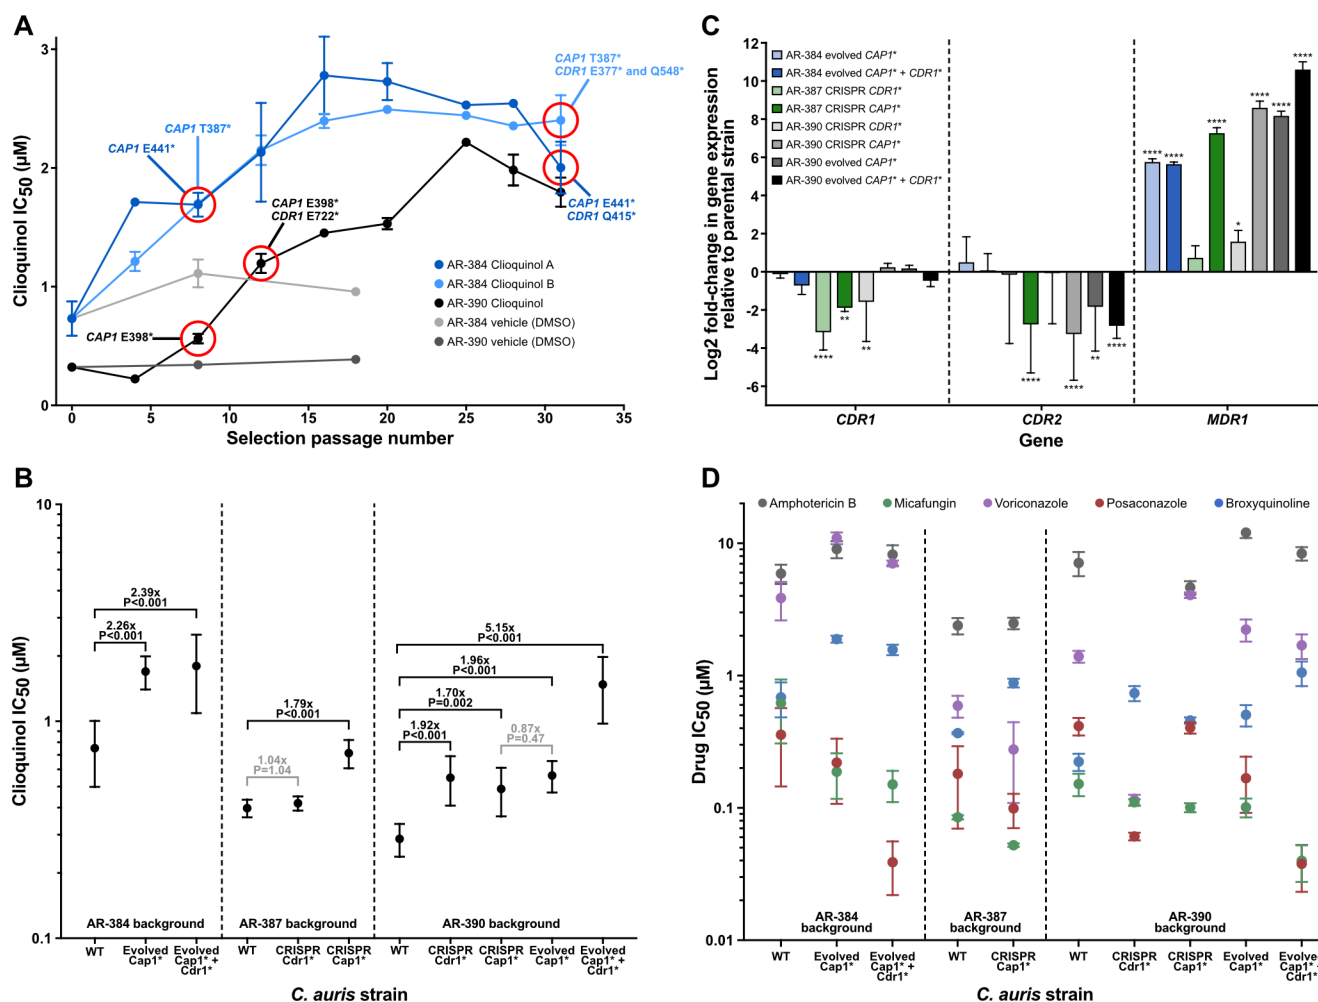 A
Clioquinol IC50 (µM)
3
2
1
0
0
5
10
15
20
25
30
35
Selection passage number
CAP1 T387*
CAP1 E441*
CAP1 E398*
CAP1 E398*
CDR1 E722*
CAP1 T387*
CDR1 E377* and Q548*
CAP1 E441*
CDR1 Q415*
AR-384 Clioquinol A
AR-384 Clioquinol B
AR-390 Clioquinol
AR-384 vehicle (DMSO)
AR-390 vehicle (DMSO)
C
Log2 fold-change in gene expression
relative to parental strain
12
10
8
6
4
2
0
-2
-4
-6
AR-384 evolved CAP1*
AR-384 evolved CAP1* + CDR1*
AR-387 CRISPR CDR1*
AR-387 CRISPR CAP1*
AR-390 CRISPR CDR1*
AR-390 CRISPR CAP1*
AR-390 evolved CAP1*
AR-390 evolved CAP1* + CDR1*
****
**
**
****
****
**
****
****
****
****
*
****
****
****
CDR1
CDR2
MDR1
Gene
B
Clioquinol IC50 (µM)
10
1
0.1
2.39x
P<0.001
2.26x
P<0.001
1.79x
P<0.001
1.04x
P=1.04
5.15x
P<0.001
1.96x
P<0.001
1.70x
P=0.002
1.92x
P<0.001
0.87x
P=0.47
AR-384 background
AR-387 background
AR-390 background
WT
Evolved
Cap1*
Evolved
Cap1* +
Cdr1*
WT
CRISPR
Cdr1*
CRISPR
Cap1*
WT
CRISPR
Cdr1*
CRISPR
Cap1*
Evolved
Cap1*
Evolved
Cap1* +
Cdr1*
C. auris strain
D
Amphotericin B
Micafungin
Voriconazole
Posaconazole
Broxyquinoline
Drug IC50 (µM)
10
1
0.1
0.01
AR-384
background
AR-387
background
AR-390
background
WT
Evolved
Cap1*
Evolved
Cap1* +
Cdr1*
WT
CRISPR
Cap1*
WT
CRISPR
Cdr1*
CRISPR
Cap1*
Evolved
Cap1*
Evolved
Cap1* +
Cdr1*
C. auris strain